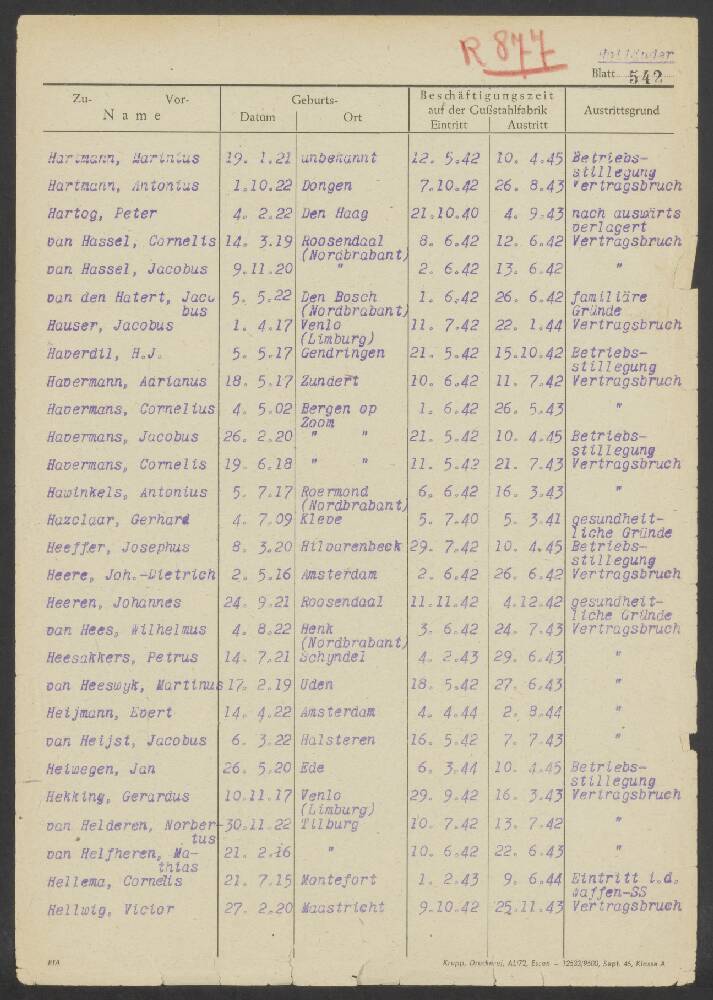 R 877
Holländer
Blatt 542
Zu- Vor-
Name
Geburts-
Datum Ort
Beschäftigungszeit
auf der Gußstahlfabrik
Eintritt Austritt
Austrittsgrund
Hartmann, Marinius 19. 1.21 unbekannt 12. 5.42 10. 4.45 Betriebs-
stillegung
Hartmann, Antonius 1.10.22 Dongen 7.10.42 26. 8.43 Vertragsbruch
Hartog, Peter 4. 2.22 Den Haag 21.10.40 4. 9.43 nach auswärts
verlagert
van Hassel, Cornelis 14. 3.19 Roosendaal 8. 6.42 12. 6.42 Vertragsbruch
(Nordbrabant)
van Hassel, Jacobus 9.11.20 " 2. 6.42 13. 6.42 "
van den Hatert, Jaco 5. 5.22 Den Bosch 1. 6.42 26. 6.42 familiäre
bus (Nordbrabant) Gründe
Hauser, Jacobus 1. 4.17 Venlo 11. 7.42 22. 1.44 Vertragsbruch
(Limburg)
Haverdil, H.J. 5. 5.17 Gendringen 21. 5.42 15.10.42 Betriebs-
stillegung
Havermann, Adrianus 18. 5.17 Zundert 10. 6.42 11. 7.42 Vertragsbruch
Havermans, Cornelius 4. 5.02 Bergen op 1. 6.42 26. 5.43 "
Zoom
Havermans, Jacobus 26. 2.20 " " 21. 5.42 10. 4.45 Betriebs-
stillegung
Havermans, Cornelis 19. 6.18 " " 11. 5.42 21. 7.43 Vertragsbruch
Hawinkels, Antonius 5. 7.17 Roermond 6. 6.42 16. 3.43 "
(Nordbrabant)
Hazelaar, Gerhard 4. 7.09 Kleve 5. 7.40 5. 3.41 gesundheit-
liche Gründe
Heeffer, Josephus 8. 3.20 Hilvarenbeek 29. 7.42 10. 4.45 Betriebs-
stillegung
Heere, Joh.-Dietrich 2. 5.16 Amsterdam 2. 6.42 26. 6.42 Vertragsbruch
Heeren, Johannes 24. 9.21 Roosendaal 11.11.42 4.12.42 gesundheit-
liche Gründe
van Hees, Wilhelmus 4. 8.22 Henk 3. 6.42 24. 7.43 Vertragsbruch
(Nordbrabant)
Heesakkers, Petrus 14. 7.21 Schyndel 4. 2.43 29. 6.43 "
van Heeswyk, Martinus 17. 2.19 Uden 18. 5.42 27. 6.43 "
Heijmann, Evert 14. 4.22 Amsterdam 4. 4.44 2. 8.44 "
van Heijst, Jacobus 6. 3.22 Halsteren 16. 5.42 7. 7.43 "
Heiwegen, Jan 26. 5.20 Ede 6. 3.44 10. 4.45 Betriebs-
stillegung
Hekking, Gerardus 10.11.17 Venlo 29. 9.42 16. 3.43 Vertragsbruch
(Limburg)
van Helderen, Norber- 30.11.22 Tilburg 10. 7.42 13. 7.42 "
tus
van Helfheren, Ma- 21. 2.16 " 10. 6.42 22. 6.43 "
thias
Hellema, Cornelis 21. 7.15 Montefort 1. 2.43 9. 6.44 Eintritt i.d.
Waffen-SS
Hellwig, Victor 27. 2.20 Maastricht 9.10.42 25.11.43 Vertragsbruch
Krupp, Druckerei, AI/72, Essen – 12633/9500, Sept. 46, Klasse A